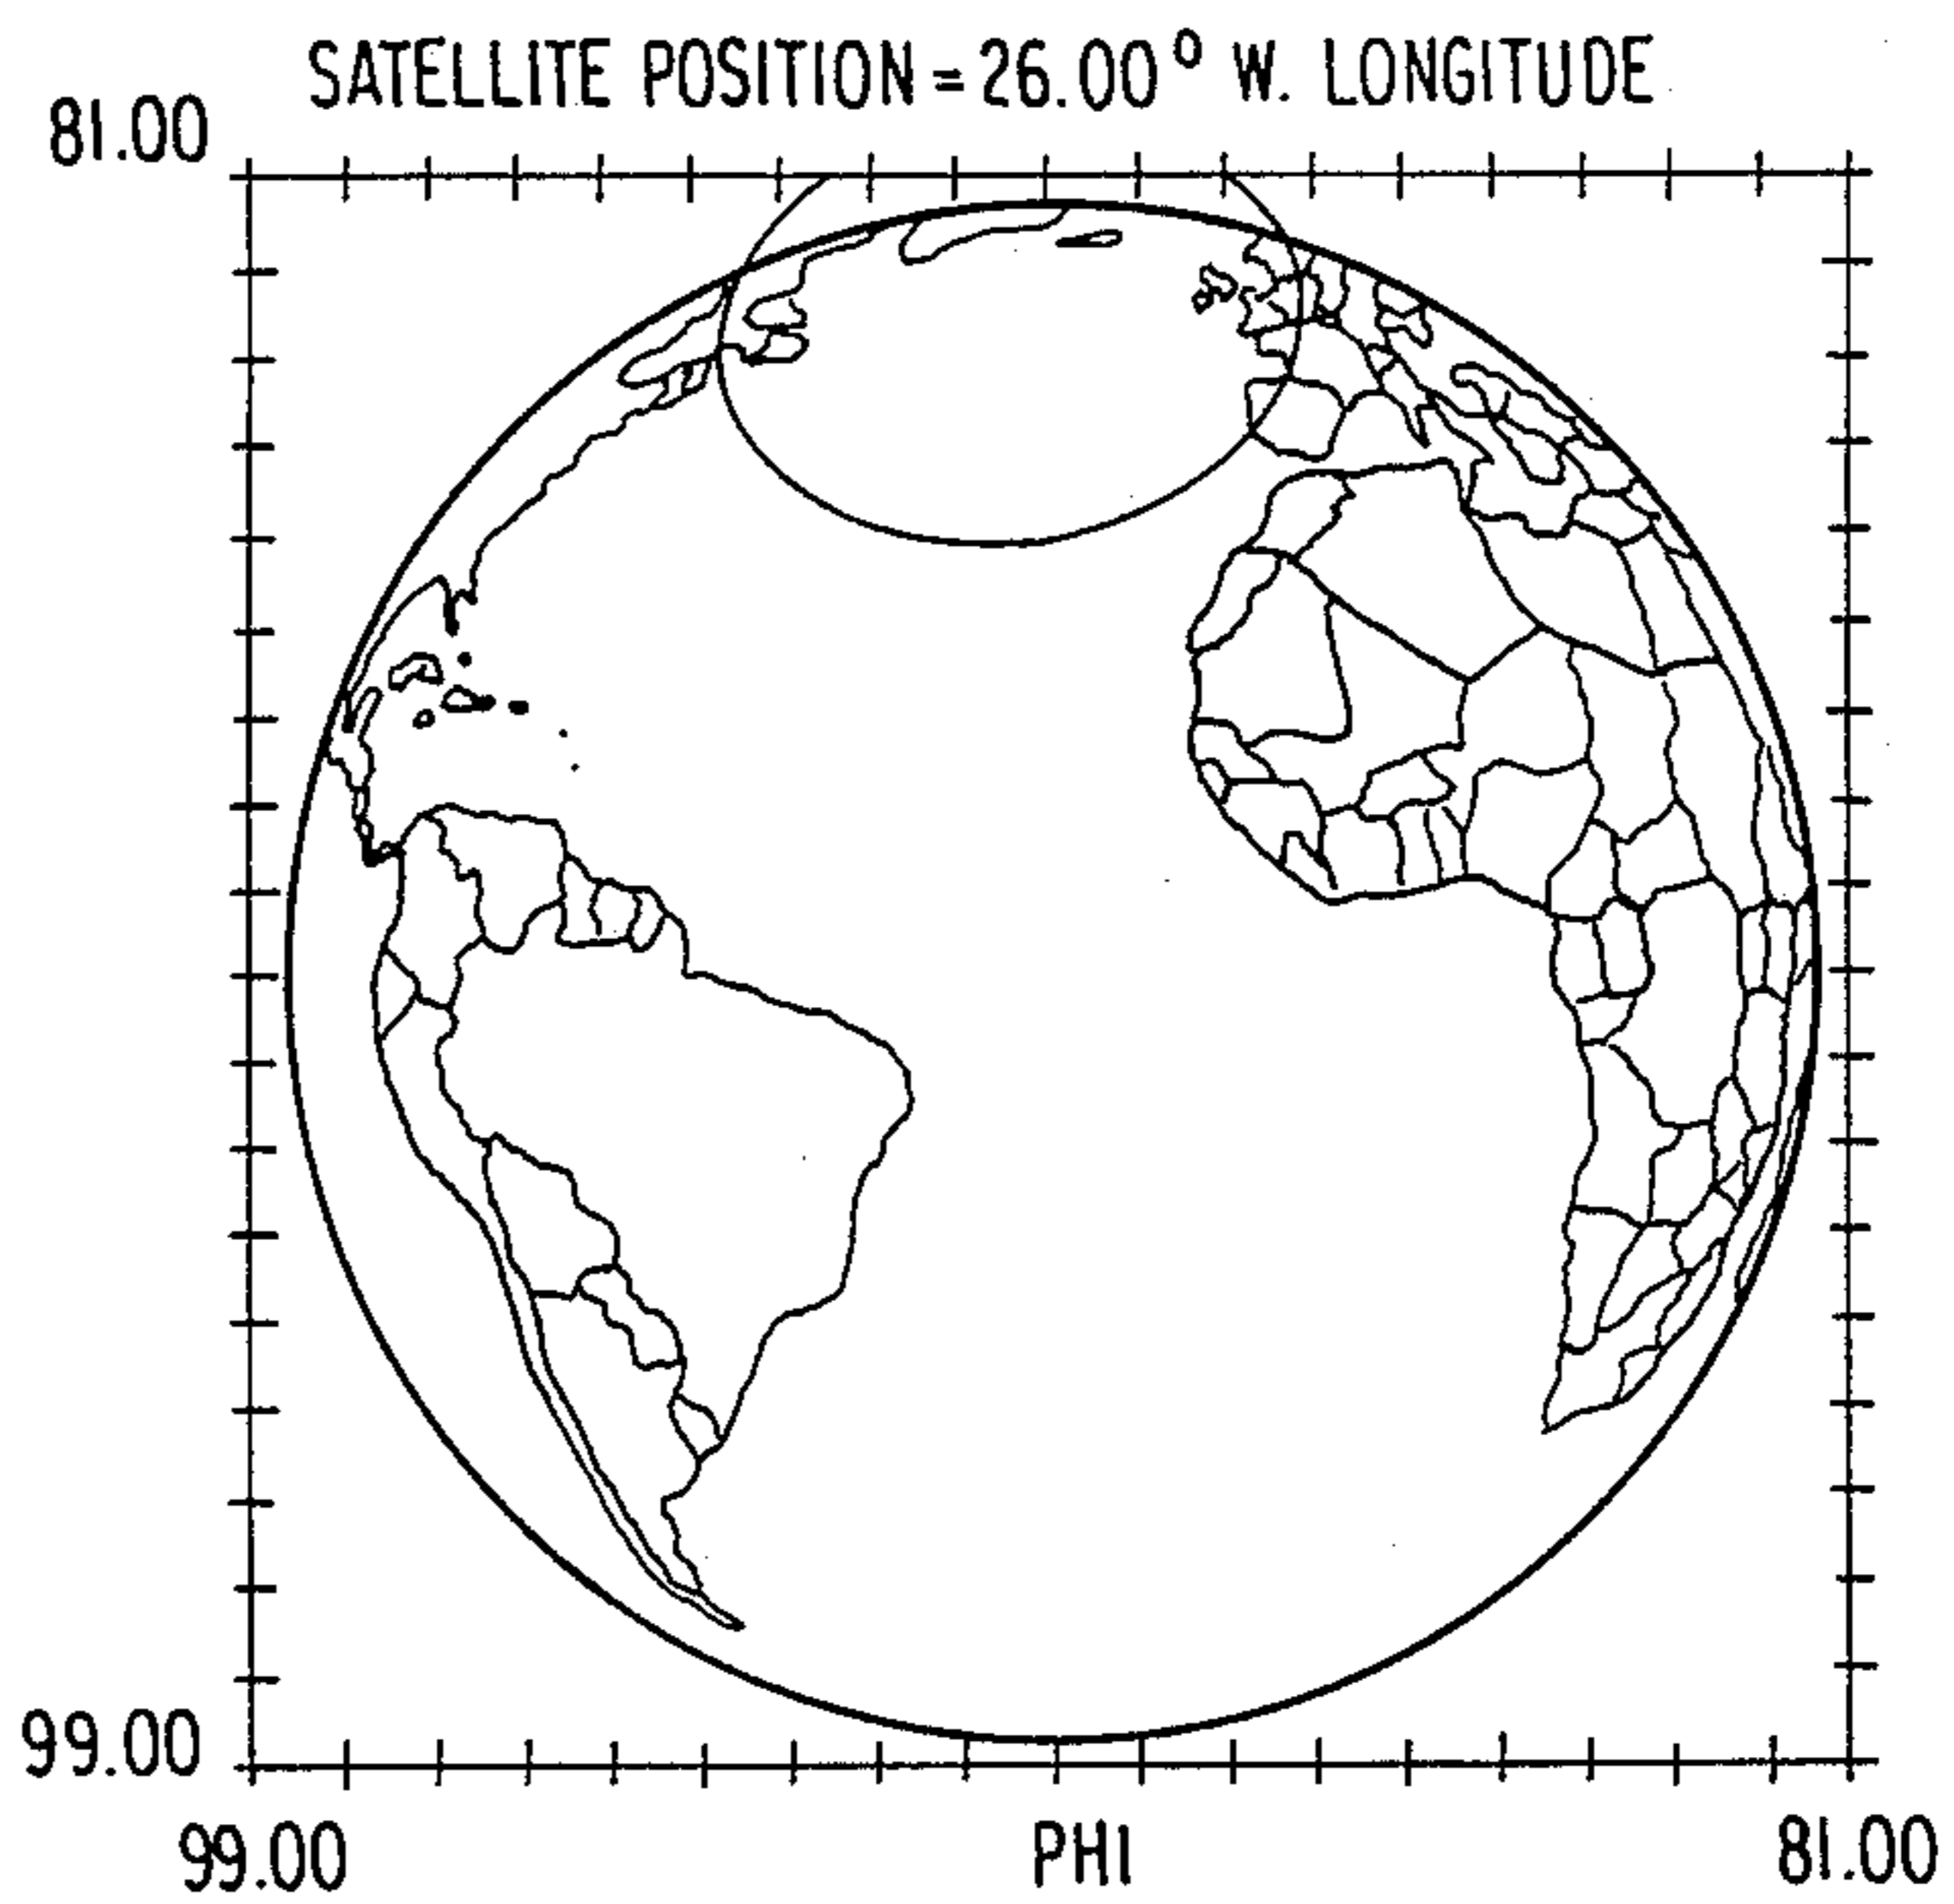 SATELLITE POSITION = 26.00° W. LONGITUDE
81.00
99.00
99.00 PHI 81.00